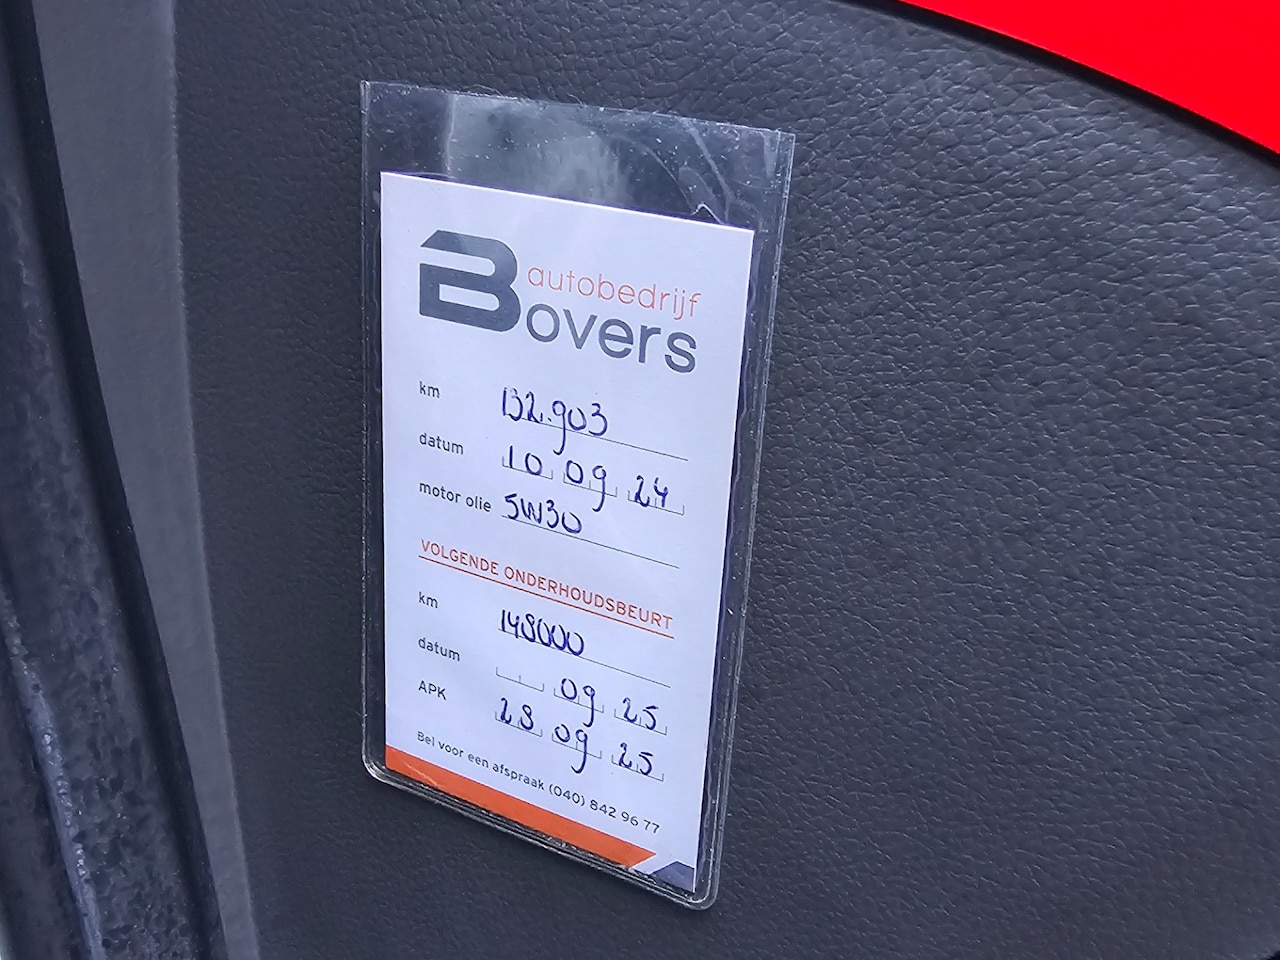 autobedrijf
Bovers
km 132.903
datum 10 09 24
motor olie 5W30
VOLGENDE ONDERHOUDSBEURT
km 148000
datum 09 25
APK 28 09 25
Bel voor een afspraak (040) 842 96 77